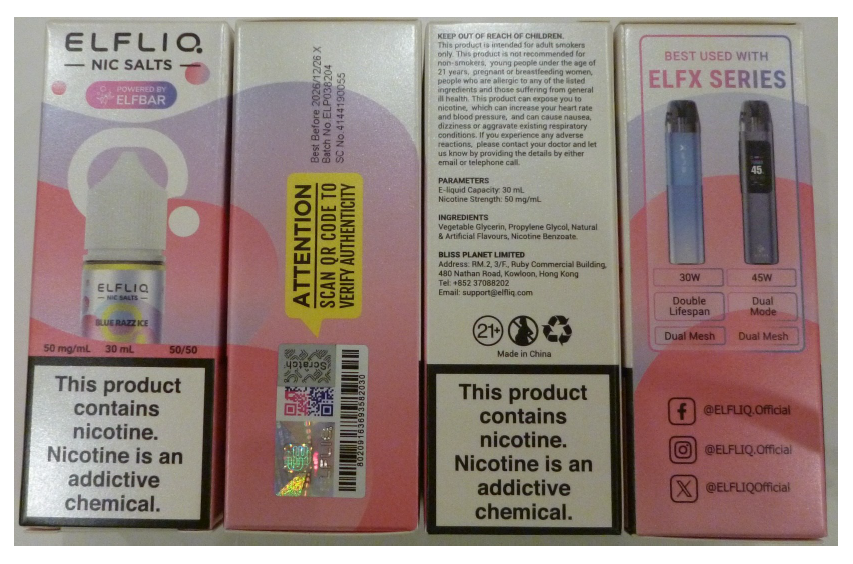 ELFLIQ
NIC SALTS
POWERED BY
ELFBAR
ELFLIQ
NIC SALTS
BLUE RAZZ ICE
50 mg/mL 30 mL 50/50
This product
contains
nicotine.
Nicotine is an
addictive
chemical.
Best Before 2026/12/26 X
Batch No ELP038204
SC No.4144190055
ATTENTION
SCAN QR CODE TO
VERIFY AUTHENTICITY
Scratch
80209163693582030
KEEP OUT OF REACH OF CHILDREN.
This product is intended for adult smokers
only. This product is not recommended for
non-smokers, young people under the age of
21 years, pregnant or breastfeeding women,
people who are allergic to any of the listed
ingredients and those suffering from general
ill health. This product can expose you to
nicotine, which can increase your heart rate
and blood pressure, and can cause nausea,
dizziness or aggravate existing respiratory
conditions. If you experience any adverse
reactions, please contact your doctor and let
us know by providing the details by either
email or telephone call.
PARAMETERS
E-liquid Capacity: 30 mL
Nicotine Strength: 50 mg/mL
INGREDIENTS
Vegetable Glycerin, Propylene Glycol, Natural
& Artificial Flavours, Nicotine Benzoate.
BLISS PLANET LIMITED
Address: RM.2, 3/F., Ruby Commercial Building,
480 Nathan Road, Kowloon, Hong Kong
Tel: +852 37088202
Email: support@elfliq.com
21+
Made in China
This product
contains
nicotine.
Nicotine is an
addictive
chemical.
BEST USED WITH
ELFX SERIES
45
30W 45W
Double
Lifespan
Dual
Mode
Dual Mesh Dual Mesh
@ELFLIQ.Official
@ELFLIQ.Official
@ELFLIQOfficial